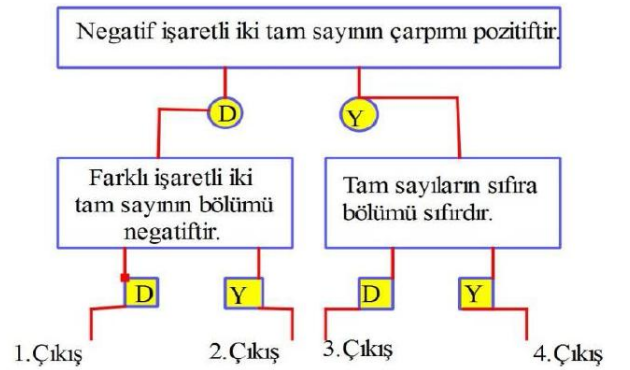 Negatif işaretli iki tam sayının çarpımı pozitiftir.
D
Y
Farklı işaretli iki
tam sayının bölümü
negatiftir.
Tam sayıların sıfıra
bölümü sıfırdır.
D
Y
D
Y
1.Çıkış
2.Çıkış
3.Çıkış
4.Çıkış